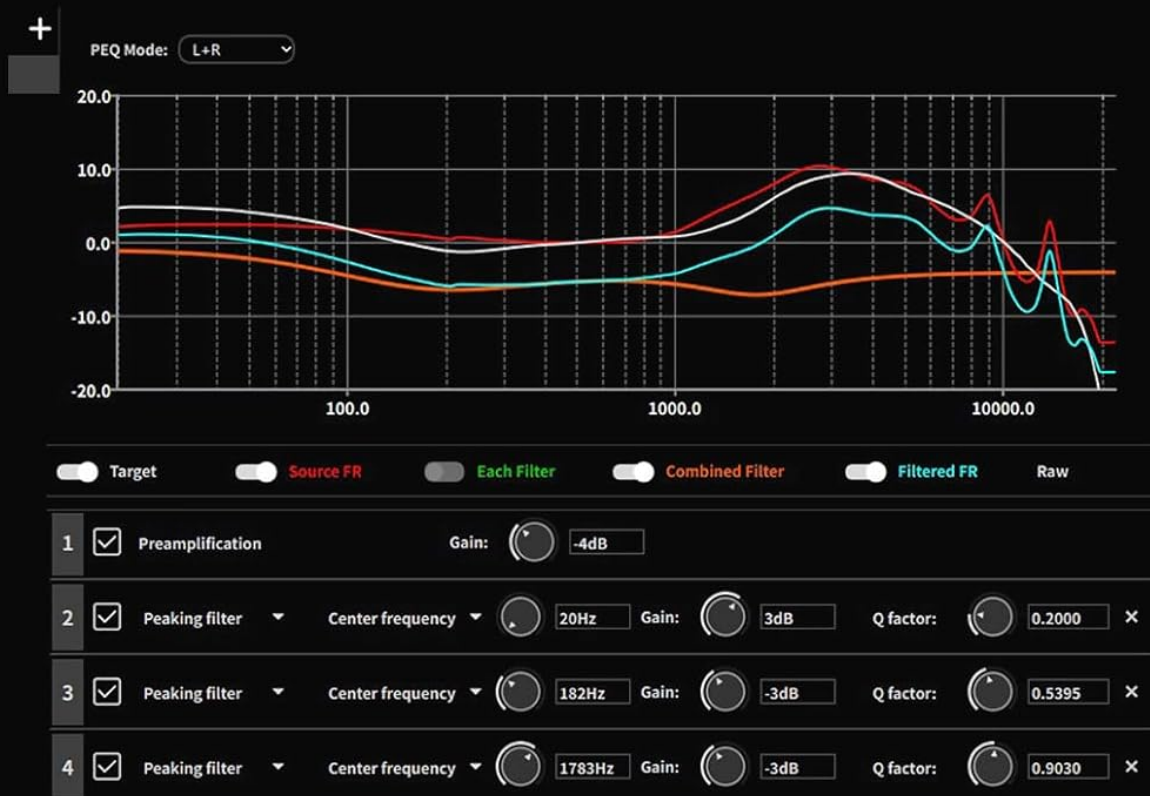 +
PEQ Mode: L+R
20.0
10.0
0.0
-10.0
-20.0
100.0 1000.0 10000.0
Target Source FR Each Filter Combined Filter Filtered FR Raw
1 Preamplification Gain: -4dB
2 Peaking filter Center frequency 20Hz Gain: 3dB Q factor: 0.2000 ×
3 Peaking filter Center frequency 182Hz Gain: -3dB Q factor: 0.5395 ×
4 Peaking filter Center frequency 1783Hz Gain: -3dB Q factor: 0.9030 ×